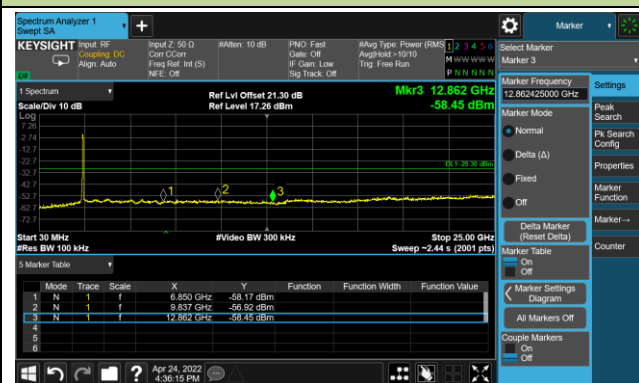 Spectrum Analyzer 1
Swept SA
+
Marker
KEYSIGHT
Input: RF
Coupling: DC
Align: Auto
Input Z: 50 Ω
Corr CCorr
Freq Ref: Int (S)
NFE: Off
#Atten: 10 dB
PNO: Fast
Gate: Off
IF Gain: Low
Sig Track: Off
#Avg Type: Power (RMS
Avg|Hold:>10/10
Trig: Free Run
1 2 3 4 5 6
M W W W W W
P N N N N N
Select Marker
Marker 3
LXI
1 Spectrum
Scale/Div 10 dB
Ref Lvl Offset 21.30 dB
Ref Level 17.26 dBm
Mkr3 12.862 GHz
-58.45 dBm
Log
7.26
-2.74
-12.7
-22.7
-32.7
-42.7
-52.7
-62.7
-72.7
DL1 -29.30 dBm
1
2
3
Start 30 MHz
#Res BW 100 kHz
#Video BW 300 kHz
Stop 25.00 GHz
Sweep ~2.44 s (2001 pts)
5 Marker Table
Mode Trace Scale X Y Function Function Width Function Value
1 N 1 f 6.850 GHz -58.17 dBm
2 N 1 f 9.837 GHz -56.92 dBm
3 N 1 f 12.862 GHz -58.45 dBm
4
5
6
Marker Frequency
12.862425000 GHz
Marker Mode
Normal
Delta (Δ)
Fixed
Off
Delta Marker
(Reset Delta)
Marker Table
On
Off
Marker Settings
Diagram
All Markers Off
Couple Markers
On
Off
Settings
Peak
Search
Pk Search
Config
Properties
Marker
Function
Marker→
Counter
?
Apr 24, 2022
4:36:15 PM